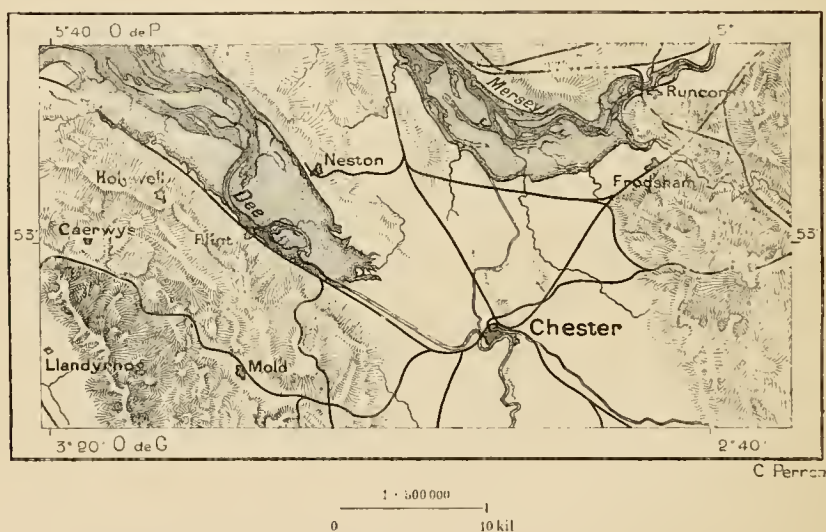 5°40' O de P
5°
Mersey
Runcorn
Neston
Holywell
Frodsham
Dee
Caerwys
Flint
53°
53°
Chester
Llandyrnog
Mold
3°20' O de G
2°40'
C Perron
1 : 500 000
0 10 kil